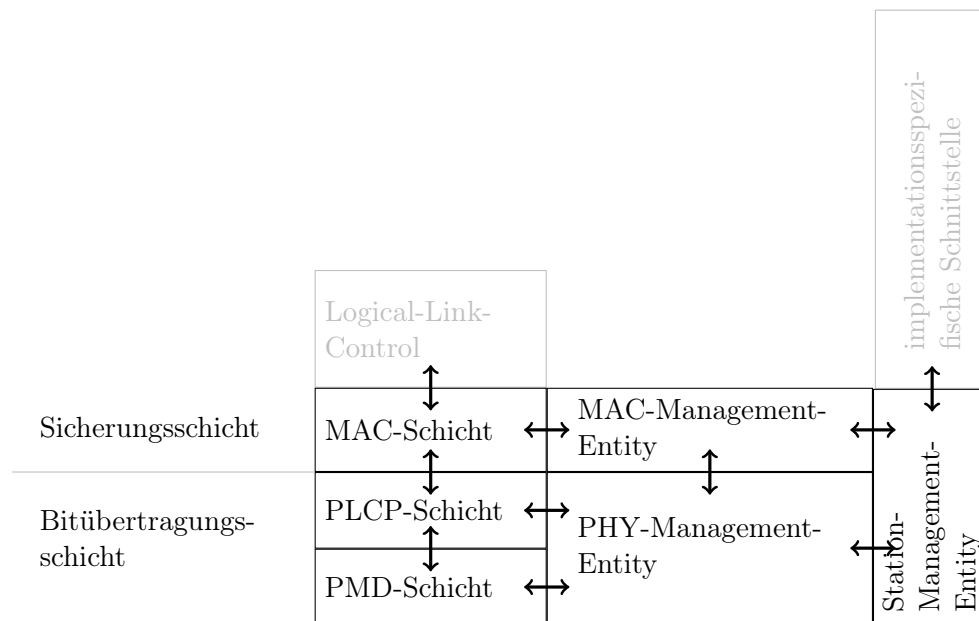 implementationsspezi-
fische Schnittstelle
Logical-Link-
Control
Sicherungsschicht
MAC-Schicht
MAC-Management-
Entity
Bitübertragungs-
schicht
PLCP-Schicht
PHY-Management-
Entity
PMD-Schicht
Station-
Management-
Entity